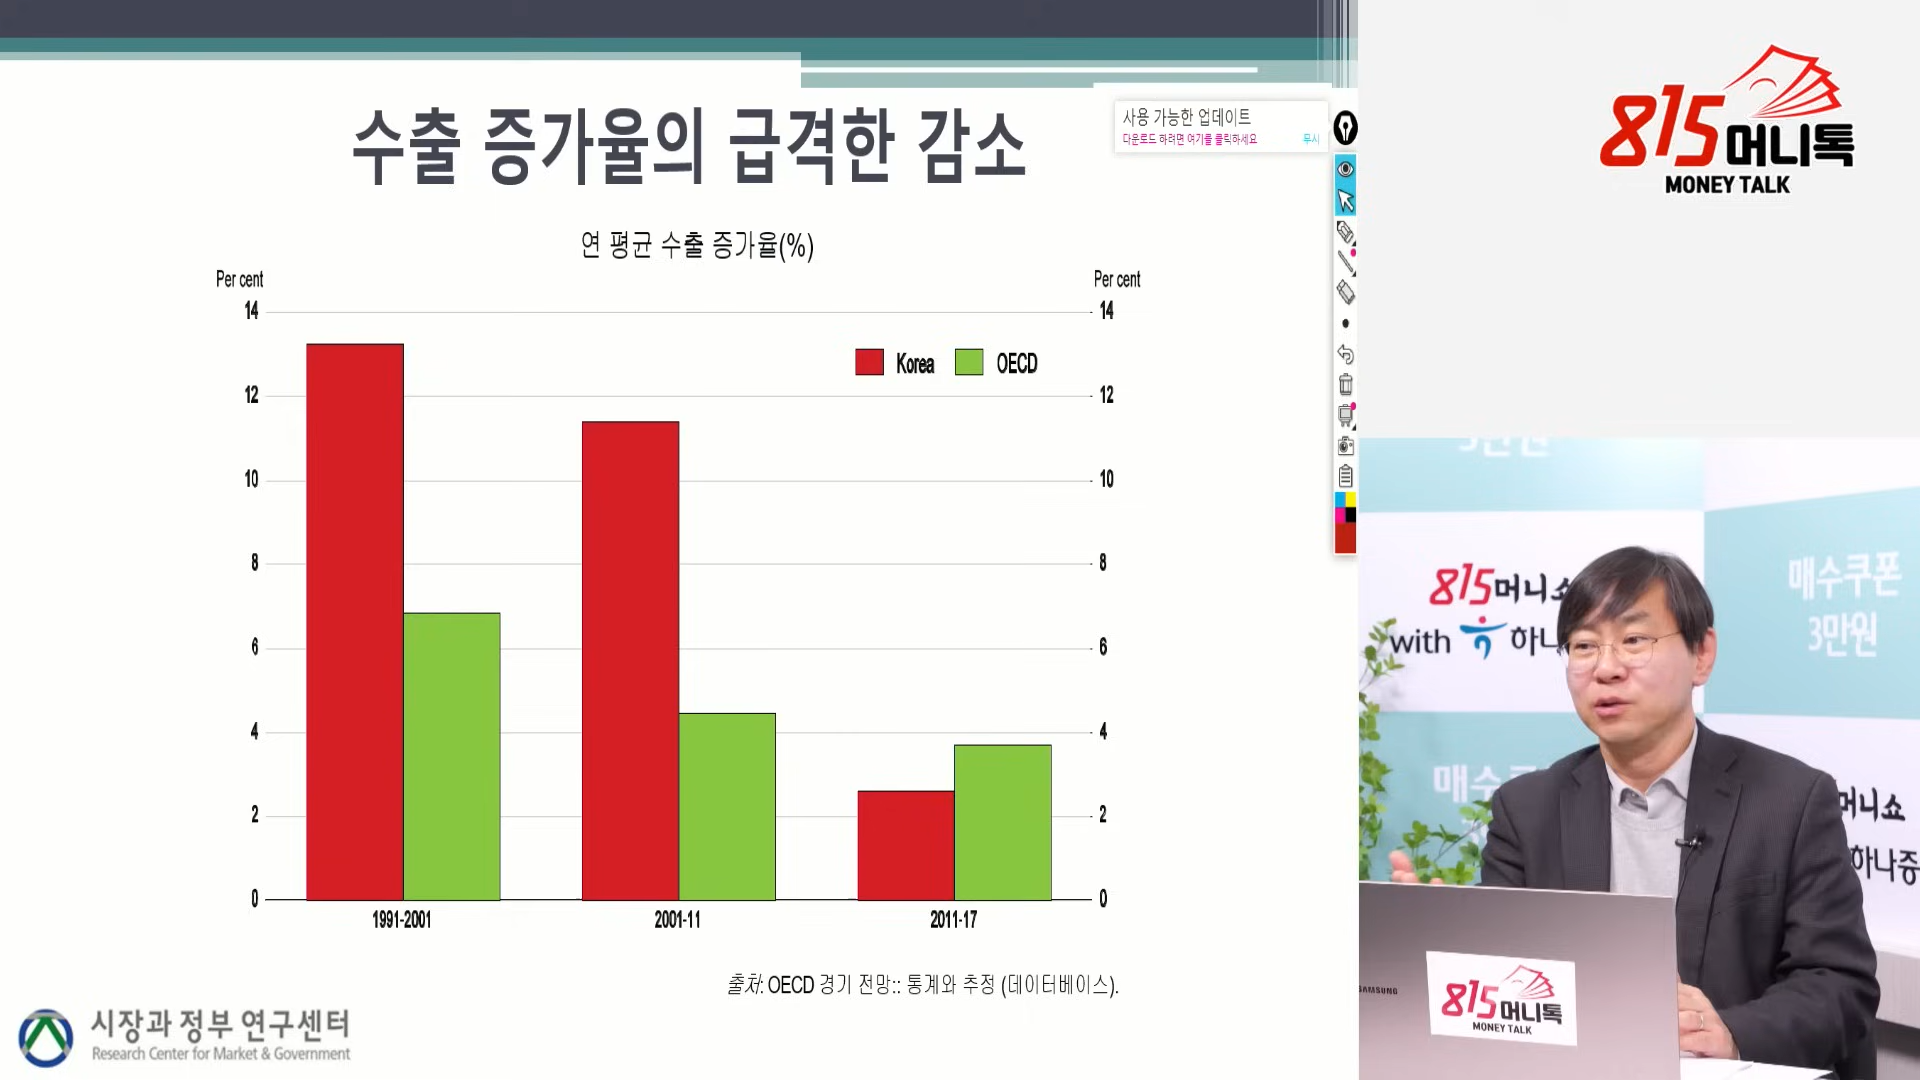 수출 증가율의 급격한 감소
사용 가능한 업데이트
다운로드 하려면 여기를 클릭하세요 무시
연 평균 수출 증가율(%)
Per cent Per cent
14 14
12 12
10 10
8 8
6 6
4 4
2 2
0 0
Korea OECD
1991-2001 2001-11 2011-17
출처: OECD 경기 전망:: 통계와 추정 (데이터베이스).
시장과 정부 연구센터
Research Center for Market & Government
815머니톡
MONEY TALK
3만원
815머니쇼
with 하나
매수쿠폰
3만원
매수
머니쇼
하나증
SAMSUNG
815머니톡
MONEY TALK